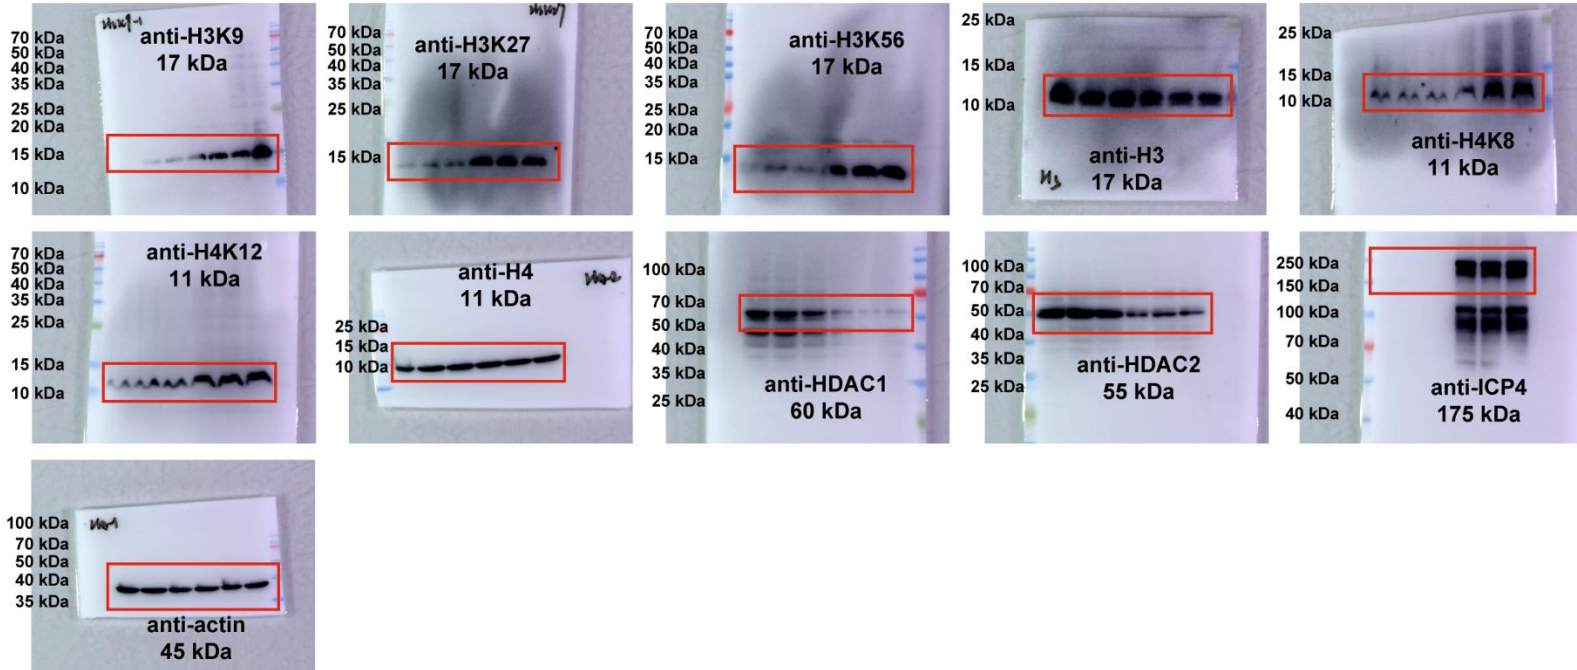 70 kDa
50 kDa
40 kDa
35 kDa
25 kDa
20 kDa
15 kDa
10 kDa
anti-H3K9
17 kDa
70 kDa
50 kDa
40 kDa
35 kDa
25 kDa
15 kDa
anti-H3K27
17 kDa
70 kDa
50 kDa
40 kDa
35 kDa
25 kDa
20 kDa
15 kDa
anti-H3K56
17 kDa
25 kDa
15 kDa
10 kDa
anti-H3
17 kDa
H3
25 kDa
15 kDa
10 kDa
anti-H4K8
11 kDa
70 kDa
50 kDa
40 kDa
35 kDa
25 kDa
15 kDa
10 kDa
anti-H4K12
11 kDa
25 kDa
15 kDa
10 kDa
anti-H4
11 kDa
100 kDa
70 kDa
50 kDa
40 kDa
35 kDa
25 kDa
anti-HDAC1
60 kDa
100 kDa
70 kDa
50 kDa
40 kDa
35 kDa
25 kDa
anti-HDAC2
55 kDa
250 kDa
150 kDa
100 kDa
70 kDa
50 kDa
40 kDa
anti-ICP4
175 kDa
100 kDa
70 kDa
50 kDa
40 kDa
35 kDa
anti-actin
45 kDa